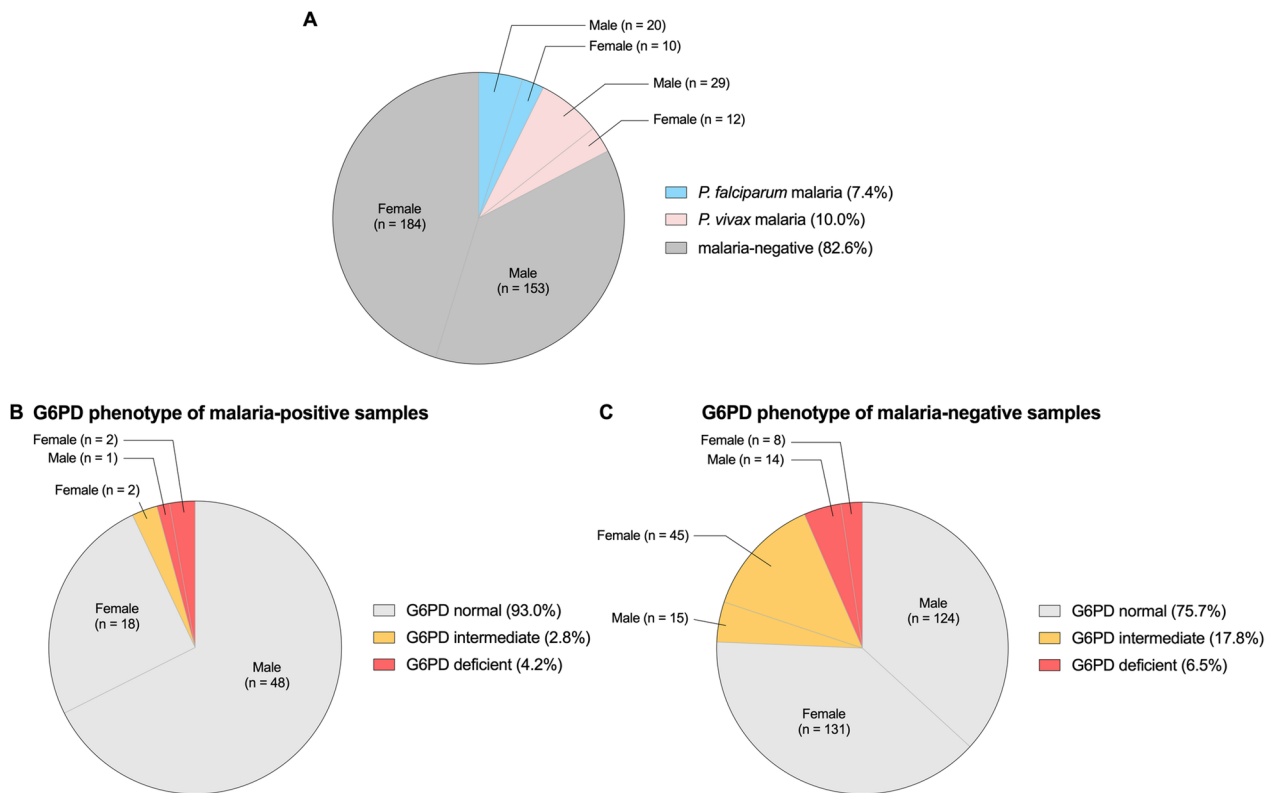 A
Male (n = 20)
Female (n = 10)
Male (n = 29)
Female (n = 12)
Female
(n = 184)
Male
(n = 153)
P. falciparum malaria (7.4%)
P. vivax malaria (10.0%)
malaria-negative (82.6%)
B G6PD phenotype of malaria-positive samples
Female (n = 2)
Male (n = 1)
Female (n = 2)
Female
(n = 18)
Male
(n = 48)
G6PD normal (93.0%)
G6PD intermediate (2.8%)
G6PD deficient (4.2%)
C G6PD phenotype of malaria-negative samples
Female (n = 8)
Male (n = 14)
Female (n = 45)
Male (n = 15)
Male
(n = 124)
Female
(n = 131)
G6PD normal (75.7%)
G6PD intermediate (17.8%)
G6PD deficient (6.5%)